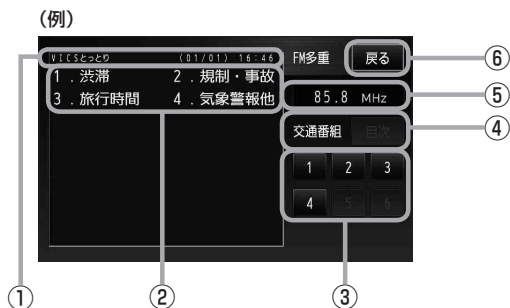 (例)
VICSとっとり (01/01) 16:46 FM多重 戻る
1.渋滞 2.規制・事故
3.旅行時間 4.気象警報他
85.8 MHz
交通番組 目次
1 2 3
4 5 6
① ② ③ ④ ⑤ ⑥